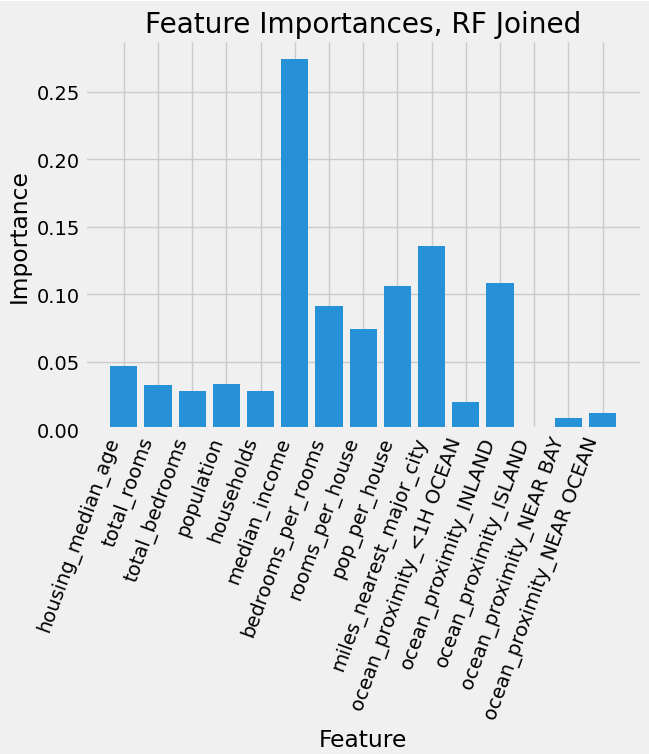 Feature Importances, RF Joined
Importance
0.25
0.20
0.15
0.10
0.05
0.00
housing_median_age
total_rooms
total_bedrooms
population
households
median_income
bedrooms_per_rooms
rooms_per_house
pop_per_house
miles_nearest_major_city
ocean_proximity_<1H OCEAN
ocean_proximity_INLAND
ocean_proximity_ISLAND
ocean_proximity_NEAR BAY
ocean_proximity_NEAR OCEAN
Feature